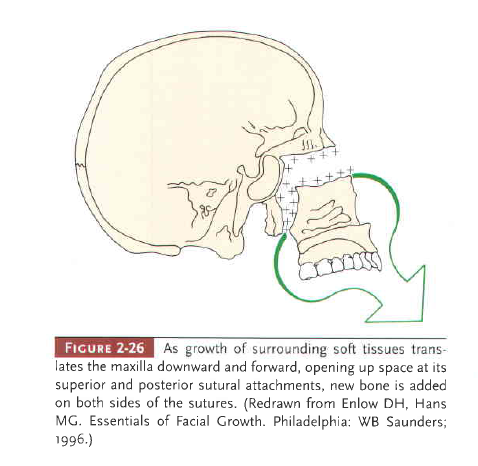 FIGURE 2-26 As growth of surrounding soft tissues trans-
lates the maxilla downward and forward, opening up space at its
superior and posterior sutural attachments, new bone is added
on both sides of the sutures. (Redrawn from Enlow DH, Hans
MG. Essentials of Facial Growth. Philadelphia: WB Saunders;
1996.)